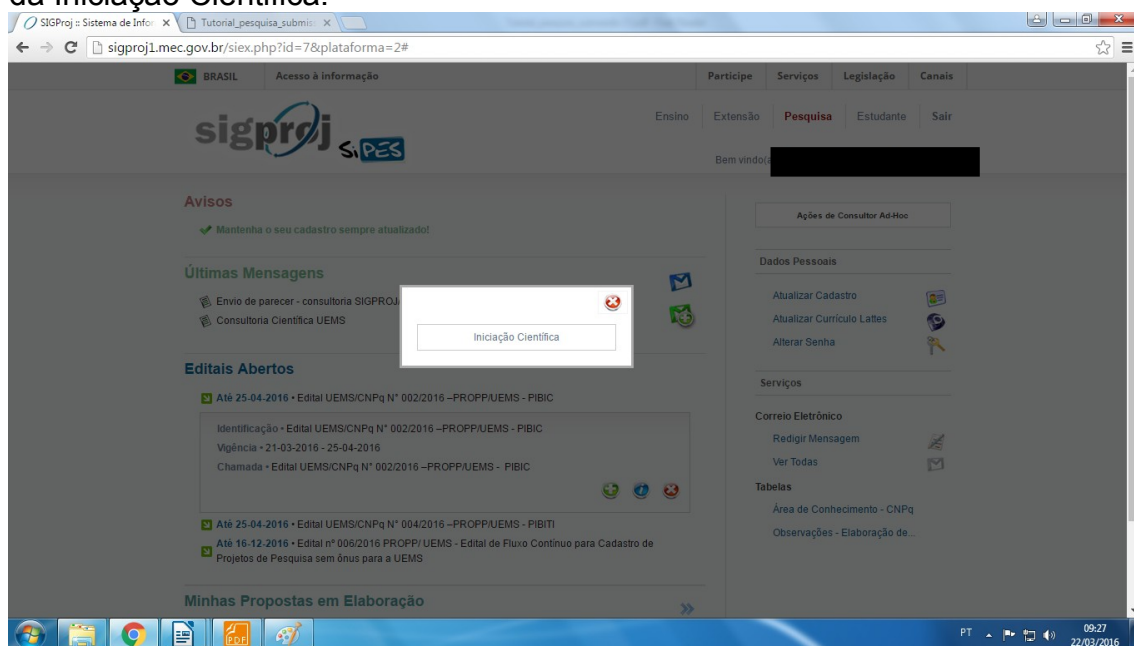 da Iniciação Científica.
SIGProj :: Sistema de Infor
Tutorial_pesquisa_submis
sigproj1.mec.gov.br/siex.php?id=7&plataforma=2#
BRASIL Acesso à informação Participe Serviços Legislação Canais
sigproj SiPES
Ensino Extensão Pesquisa Estudante Sair
Bem vindo(a
Avisos
Mantenha o seu cadastro sempre atualizado!
Últimas Mensagens
Envio de parecer - consultoria SIGPROJ
Consultoria Científica UEMS
Iniciação Científica
Editais Abertos
Até 25-04-2016 • Edital UEMS/CNPq N° 002/2016 –PROPP/UEMS - PIBIC
Identificação • Edital UEMS/CNPq N° 002/2016 –PROPP/UEMS - PIBIC
Vigência • 21-03-2016 - 25-04-2016
Chamada • Edital UEMS/CNPq N° 002/2016 –PROPP/UEMS - PIBIC
Até 25-04-2016 • Edital UEMS/CNPq N° 004/2016 –PROPP/UEMS - PIBITI
Até 16-12-2016 • Edital nº 006/2016 PROPP/ UEMS - Edital de Fluxo Contínuo para Cadastro de
Projetos de Pesquisa sem ônus para a UEMS
Minhas Propostas em Elaboração
Ações de Consultor Ad-Hoc
Dados Pessoais
Atualizar Cadastro
Atualizar Currículo Lattes
Alterar Senha
Serviços
Correio Eletrônico
Redigir Mensagem
Ver Todas
Tabelas
Área de Conhecimento - CNPq
Observações - Elaboração de...
PDF
PT 09:27
22/03/2016